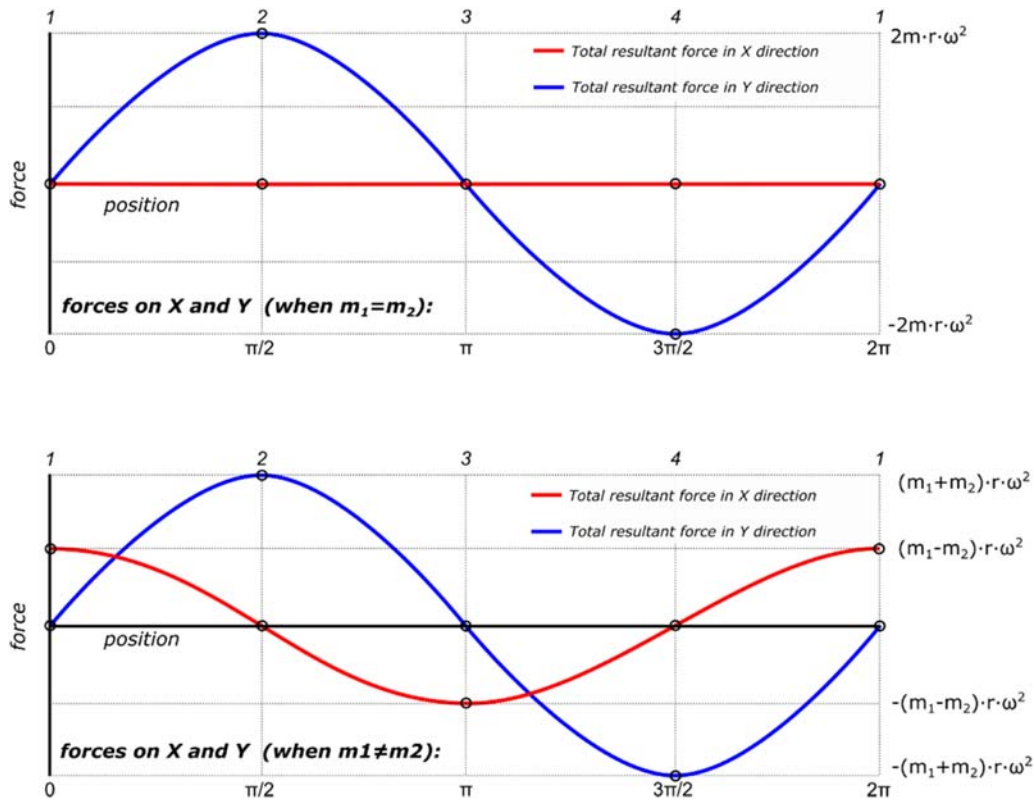 1 2 3 4 1
2m·r·ω²
Total resultant force in X direction
Total resultant force in Y direction
force
position
forces on X and Y (when m₁=m₂):
-2m·r·ω²
0 π/2 π 3π/2 2π
1 2 3 4 1
(m₁+m₂)·r·ω²
Total resultant force in X direction
Total resultant force in Y direction
(m₁-m₂)·r·ω²
force
position
-(m₁-m₂)·r·ω²
forces on X and Y (when m1≠m2):
-(m₁+m₂)·r·ω²
0 π/2 π 3π/2 2π